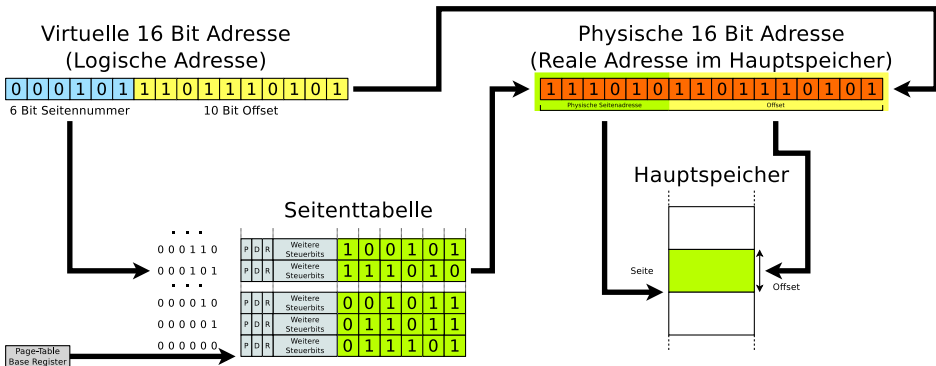 Virtuelle 16 Bit Adresse
(Logische Adresse)
0 0 0 1 0 1 1 1 0 1 1 1 0 1 0 1
6 Bit Seitennummer 10 Bit Offset
Physische 16 Bit Adresse
(Reale Adresse im Hauptspeicher)
1 1 1 0 1 0 1 1 0 1 1 1 0 1 0 1
Physische Seitenadresse Offset
Hauptspeicher
Seite
Offset
Seitenttabelle
. . .
0 0 0 1 1 0 P D R Weitere Steuerbits 1 0 0 1 0 1
0 0 0 1 0 1 P D R Weitere Steuerbits 1 1 1 0 1 0
. . .
0 0 0 0 1 0 P D R Weitere Steuerbits 0 0 1 0 1 1
0 0 0 0 0 1 P D R Weitere Steuerbits 0 1 1 0 1 1
0 0 0 0 0 0 P D R Weitere Steuerbits 0 1 1 1 0 1
Page-Table
Base Register